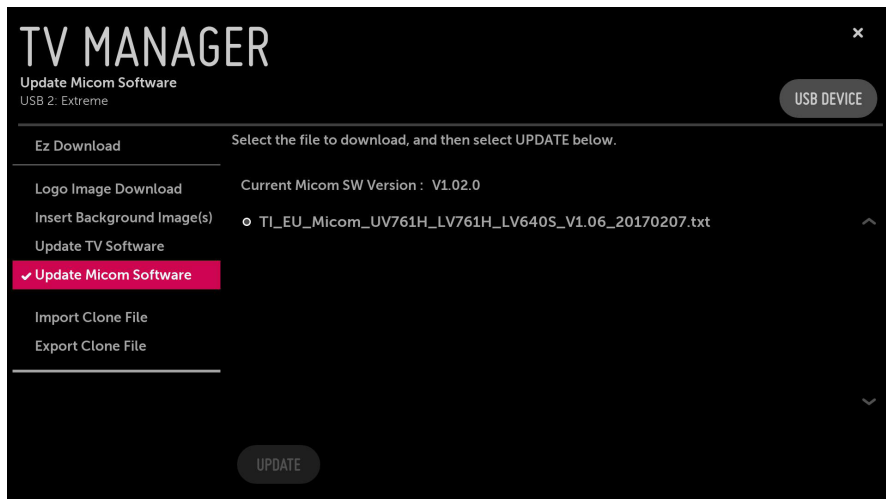 TV MANAGER
Update Micom Software
USB 2: Extreme
USB DEVICE
Ez Download
Logo Image Download
Insert Background Image(s)
Update TV Software
Update Micom Software
Import Clone File
Export Clone File
Select the file to download, and then select UPDATE below.
Current Micom SW Version : V1.02.0
TI_EU_Micom_UV761H_LV761H_LV640S_V1.06_20170207.txt
UPDATE